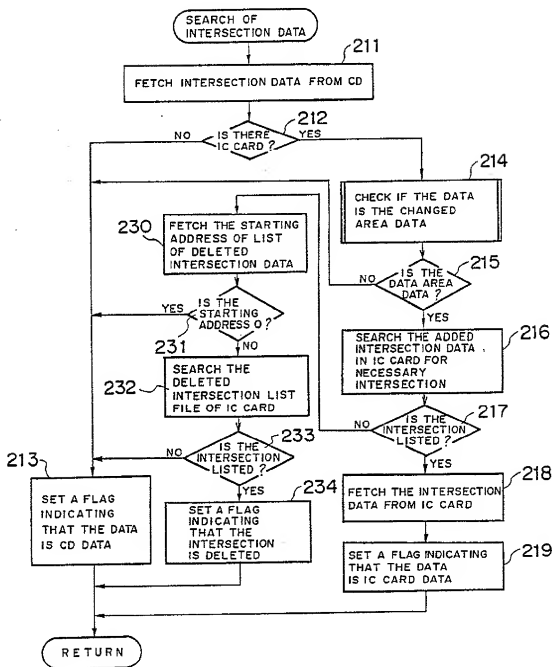 SEARCH OF
INTERSECTION DATA
211
FETCH INTERSECTION DATA FROM CD
212
NO
IS THERE
IC CARD ?
YES
214
CHECK IF THE DATA
IS THE CHANGED
AREA DATA
230
FETCH THE STARTING
ADDRESS OF LIST
OF DELETED
INTERSECTION DATA
215
NO
IS THE
DATA AREA
DATA ?
YES
YES
IS THE
STARTING
ADDRESS O ?
231
NO
216
SEARCH THE ADDED
INTERSECTION DATA
IN IC CARD FOR
NECESSARY
INTERSECTION
232
SEARCH THE
DELETED
INTERSECTION LIST
FILE OF IC CARD
217
NO
IS THE
INTERSECTION
LISTED ?
YES
233
NO
IS THE
INTERSECTION
LISTED ?
YES
213
SET A FLAG
INDICATING
THAT THE DATA
IS CD DATA
234
SET A FLAG
INDICATING
THAT THE
INTERSECTION
IS DELETED
218
FETCH THE INTERSECTION
DATA FROM IC CARD
219
SET A FLAG INDICATING
THAT THE DATA
IS IC CARD DATA
RETURN